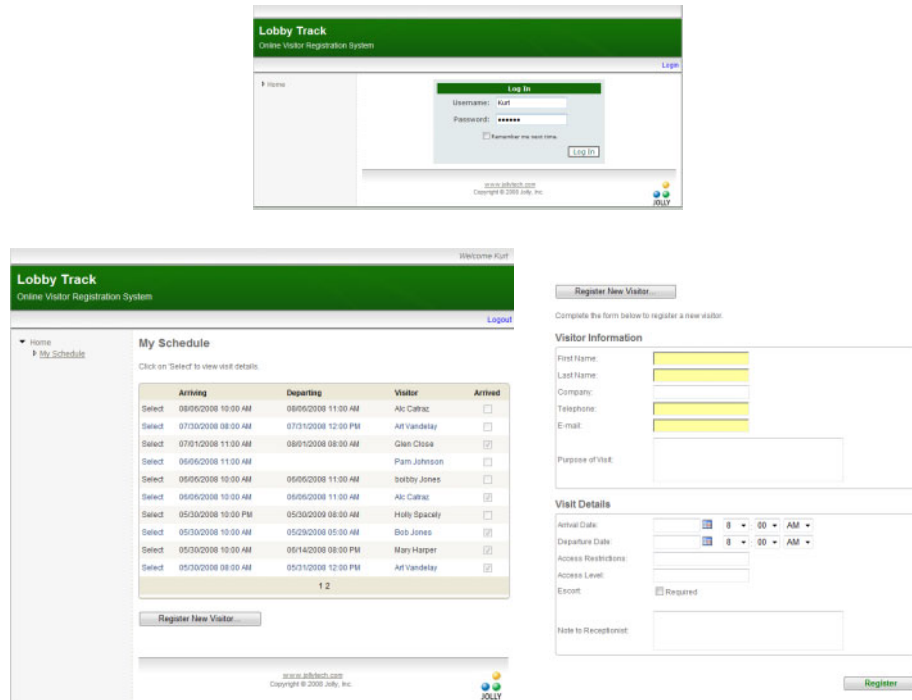 Lobby Track
Online Visitor Registration System
Login
Home
Log In
Username: Kurt
Password:
Remember me next time.
Log In
www.jollytech.com
Copyright © 2008 Jolly, Inc.
JOLLY
Welcome Kurt
Lobby Track
Online Visitor Registration System
Logout
Home
My Schedule
My Schedule
Click on 'Select' to view visit details.
Arriving Departing Visitor Arrived
Select 08/06/2008 10:00 AM 08/06/2008 11:00 AM Alc Catraz
Select 07/30/2008 08:00 AM 07/31/2008 12:00 PM Art Vandelay
Select 07/01/2008 11:00 AM 08/01/2008 08:00 AM Glen Close
Select 06/06/2008 11:00 AM Pam Johnson
Select 06/06/2008 10:00 AM 06/06/2008 11:00 AM bobby Jones
Select 06/06/2008 10:00 AM 06/06/2008 11:00 AM Alc Catraz
Select 05/30/2008 10:00 PM 05/30/2009 08:00 AM Holly Spacely
Select 05/30/2008 10:00 AM 05/29/2008 05:00 AM Bob Jones
Select 05/30/2008 10:00 AM 06/14/2008 08:00 PM Mary Harper
Select 05/30/2008 08:00 AM 05/31/2008 12:00 PM Art Vandelay
1 2
Register New Visitor...
www.jollytech.com
Copyright © 2008 Jolly, Inc.
JOLLY
Register New Visitor...
Complete the form below to register a new visitor.
Visitor Information
First Name:
Last Name:
Company:
Telephone:
E-mail:
Purpose of Visit:
Visit Details
Arrival Date: 8 00 AM
Departure Date: 8 00 AM
Access Restrictions:
Access Level:
Escort: Required
Note to Receptionist:
Register